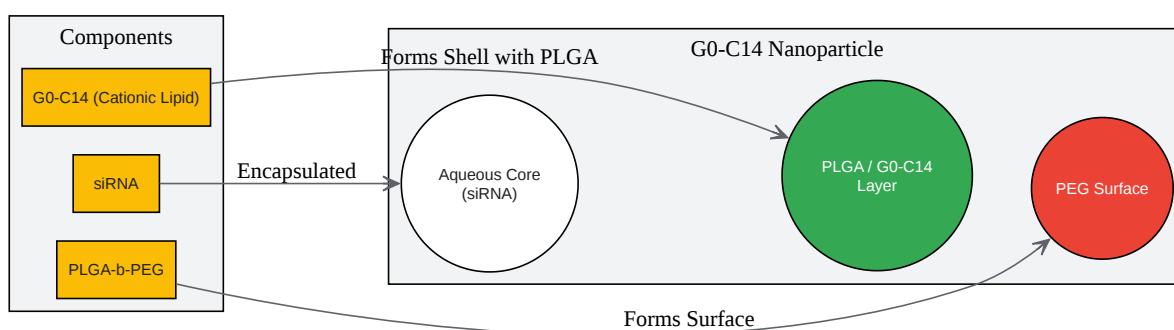 Components
G0-C14 (Cationic Lipid)
siRNA
PLGA-b-PEG
Forms Shell with PLGA
Encapsulated
Forms Surface
G0-C14 Nanoparticle
Aqueous Core
(siRNA)
PLGA / G0-C14
Layer
PEG Surface